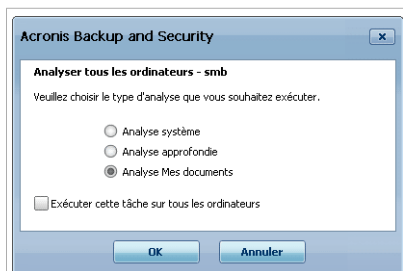 Acronis Backup and Security
Analyser tous les ordinateurs - smb
Veuillez choisir le type d'analyse que vous souhaitez exécuter.
Analyse système
Analyse approfondie
Analyse Mes documents
Exécuter cette tâche sur tous les ordinateurs
OK
Annuler